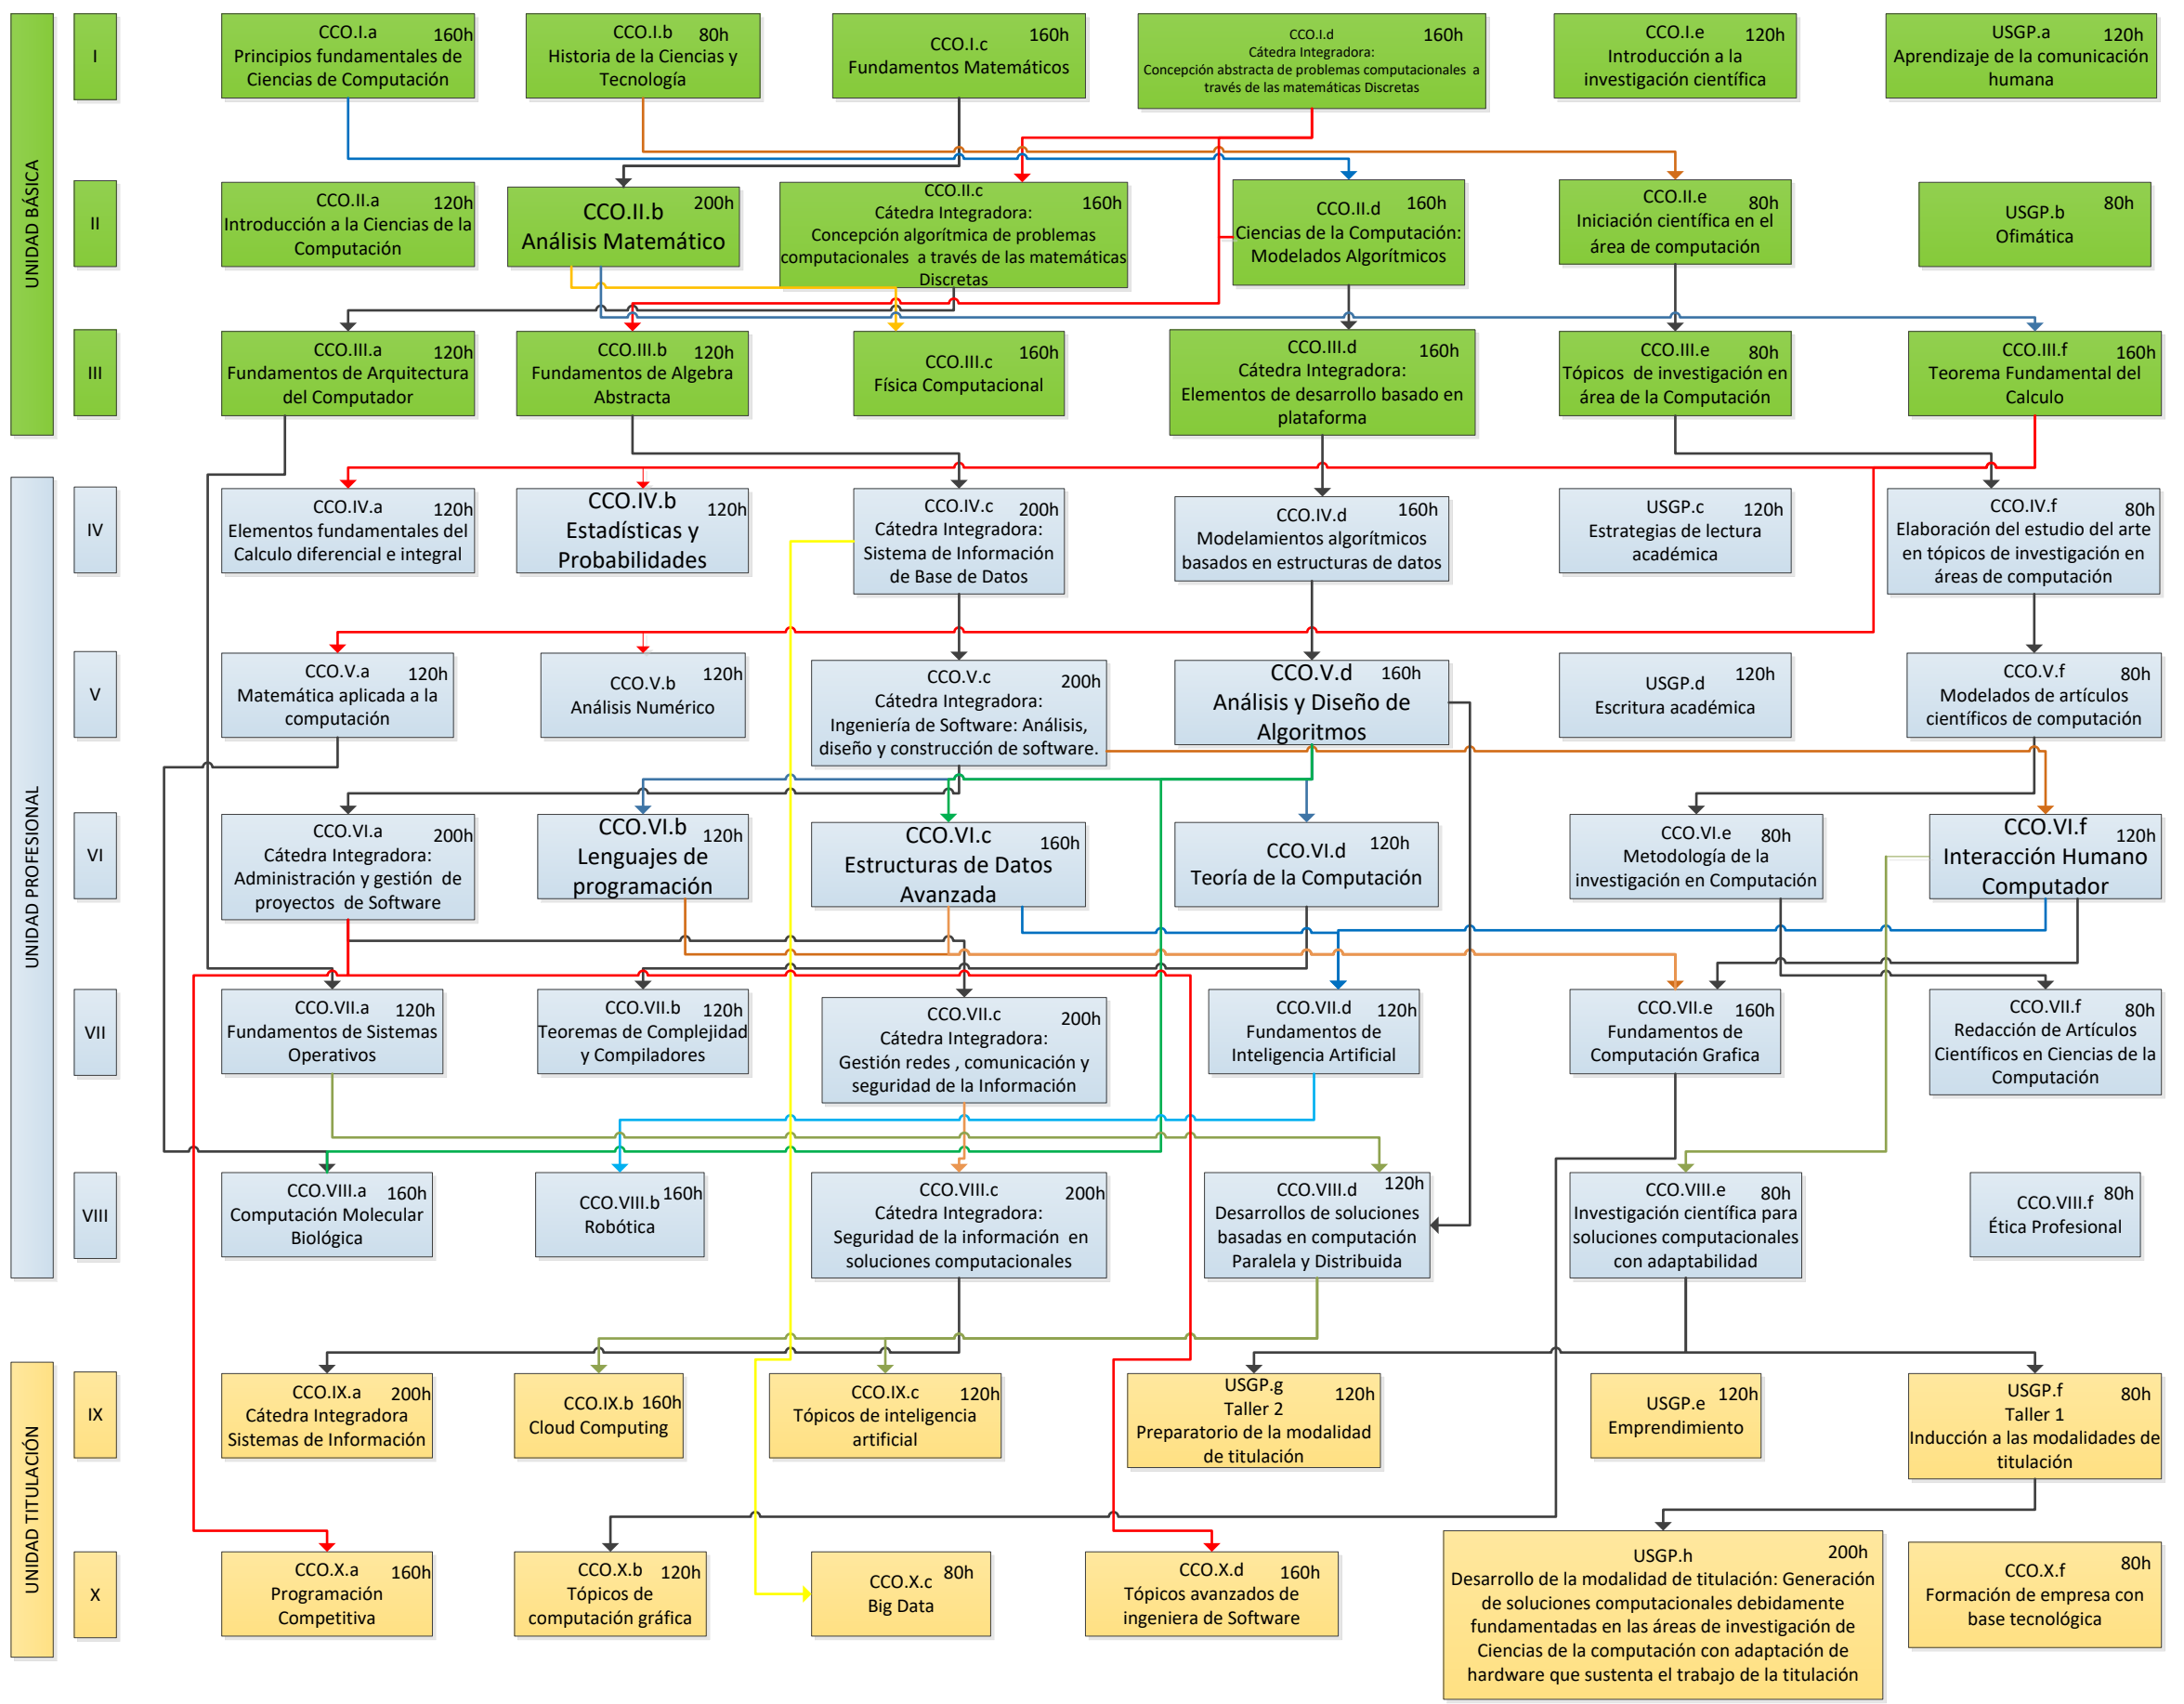 UNIDAD BÁSICA
I
CCO.I.a 160h
Principios fundamentales de
Ciencias de Computación
CCO.I.b 80h
Historia de la Ciencias y
Tecnología
CCO.I.c 160h
Fundamentos Matemáticos
CCO.I.d 160h
Cátedra Integradora:
Concepción abstracta de problemas computacionales a
través de las matemáticas Discretas
CCO.I.e 120h
Introducción a la
investigación científica
USGP.a 120h
Aprendizaje de la comunicación
humana
II
CCO.II.a 120h
Introducción a la Ciencias de la
Computación
CCO.II.b 200h
Análisis Matemático
CCO.II.c 160h
Cátedra Integradora:
Concepción algorítmica de problemas
computacionales a través de las matemáticas
Discretas
CCO.II.d 160h
Ciencias de la Computación:
Modelados Algorítmicos
CCO.II.e 80h
Iniciación científica en el
área de computación
USGP.b 80h
Ofimática
III
CCO.III.a 120h
Fundamentos de Arquitectura
del Computador
CCO.III.b 120h
Fundamentos de Algebra
Abstracta
CCO.III.c 160h
Física Computacional
CCO.III.d 160h
Cátedra Integradora:
Elementos de desarrollo basado en
plataforma
CCO.III.e 80h
Tópicos de investigación en
área de la Computación
CCO.III.f 160h
Teorema Fundamental del
Calculo
UNIDAD PROFESIONAL
IV
CCO.IV.a 120h
Elementos fundamentales del
Calculo diferencial e integral
CCO.IV.b 120h
Estadísticas y
Probabilidades
CCO.IV.c 200h
Cátedra Integradora:
Sistema de Información
de Base de Datos
CCO.IV.d 160h
Modelamientos algorítmicos
basados en estructuras de datos
USGP.c 120h
Estrategias de lectura
académica
CCO.IV.f 80h
Elaboración del estudio del arte
en tópicos de investigación en
áreas de computación
V
CCO.V.a 120h
Matemática aplicada a la
computación
CCO.V.b 120h
Análisis Numérico
CCO.V.c 200h
Cátedra Integradora:
Ingeniería de Software: Análisis,
diseño y construcción de software.
CCO.V.d 160h
Análisis y Diseño de
Algoritmos
USGP.d 120h
Escritura académica
CCO.V.f 80h
Modelados de artículos
científicos de computación
VI
CCO.VI.a 200h
Cátedra Integradora:
Administración y gestión de
proyectos de Software
CCO.VI.b 120h
Lenguajes de
programación
CCO.VI.c 160h
Estructuras de Datos
Avanzada
CCO.VI.d 120h
Teoría de la Computación
CCO.VI.e 80h
Metodología de la
investigación en Computación
CCO.VI.f 120h
Interacción Humano
Computador
VII
CCO.VII.a 120h
Fundamentos de Sistemas
Operativos
CCO.VII.b 120h
Teoremas de Complejidad
y Compiladores
CCO.VII.c 200h
Cátedra Integradora:
Gestión redes , comunicación y
seguridad de la Información
CCO.VII.d 120h
Fundamentos de
Inteligencia Artificial
CCO.VII.e 160h
Fundamentos de
Computación Grafica
CCO.VII.f 80h
Redacción de Artículos
Científicos en Ciencias de la
Computación
VIII
CCO.VIII.a 160h
Computación Molecular
Biológica
CCO.VIII.b 160h
Robótica
CCO.VIII.c 200h
Cátedra Integradora:
Seguridad de la información en
soluciones computacionales
CCO.VIII.d 120h
Desarrollos de soluciones
basadas en computación
Paralela y Distribuida
CCO.VIII.e 80h
Investigación científica para
soluciones computacionales
con adaptabilidad
CCO.VIII.f 80h
Ética Profesional
UNIDAD TITULACIÓN
IX
CCO.IX.a 200h
Cátedra Integradora
Sistemas de Información
CCO.IX.b 160h
Cloud Computing
CCO.IX.c 120h
Tópicos de inteligencia
artificial
USGP.g 120h
Taller 2
Preparatorio de la modalidad
de titulación
USGP.e 120h
Emprendimiento
USGP.f 80h
Taller 1
Inducción a las modalidades de
titulación
X
CCO.X.a 160h
Programación
Competitiva
CCO.X.b 120h
Tópicos de
computación gráfica
CCO.X.c 80h
Big Data
CCO.X.d 160h
Tópicos avanzados de
ingeniera de Software
USGP.h 200h
Desarrollo de la modalidad de titulación: Generación
de soluciones computacionales debidamente
fundamentadas en las áreas de investigación de
Ciencias de la computación con adaptación de
hardware que sustenta el trabajo de la titulación
CCO.X.f 80h
Formación de empresa con
base tecnológica